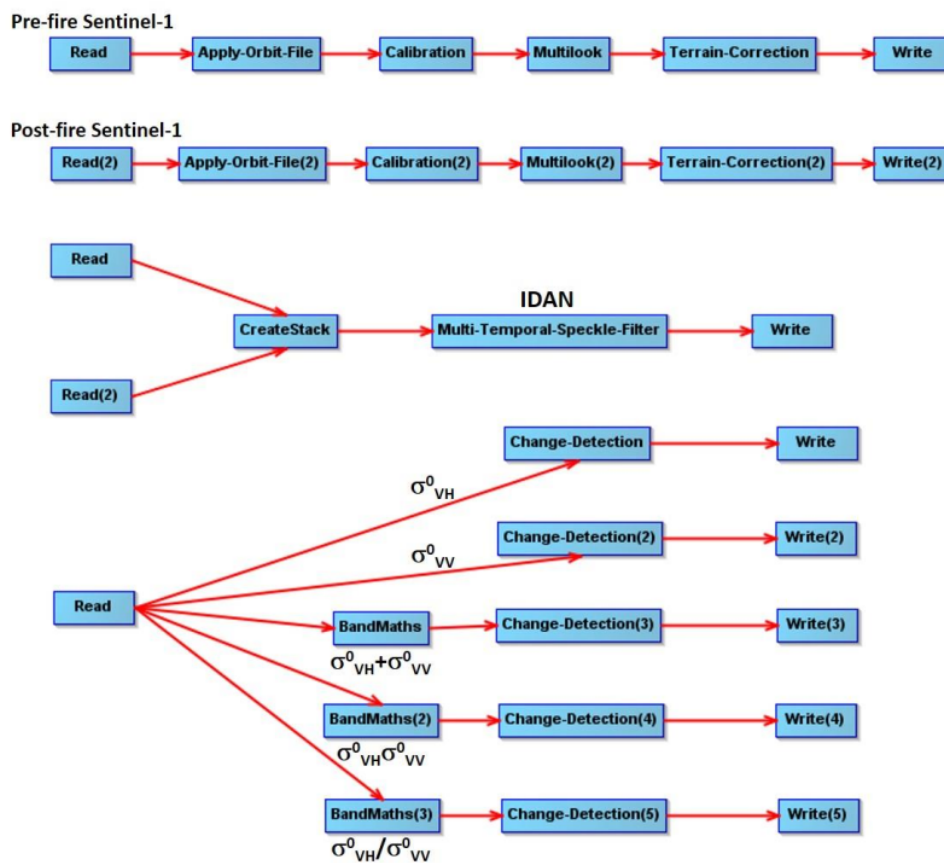 Pre-fire Sentinel-1
Read Apply-Orbit-File Calibration Multilook Terrain-Correction Write
Post-fire Sentinel-1
Read(2) Apply-Orbit-File(2) Calibration(2) Multilook(2) Terrain-Correction(2) Write(2)
Read
IDAN
CreateStack Multi-Temporal-Speckle-Filter Write
Read(2)
Change-Detection Write
σ⁰VH
Change-Detection(2) Write(2)
σ⁰VV
Read
BandMaths Change-Detection(3) Write(3)
σ⁰VH+σ⁰VV
BandMaths(2) Change-Detection(4) Write(4)
σ⁰VHσ⁰VV
BandMaths(3) Change-Detection(5) Write(5)
σ⁰VH/σ⁰VV